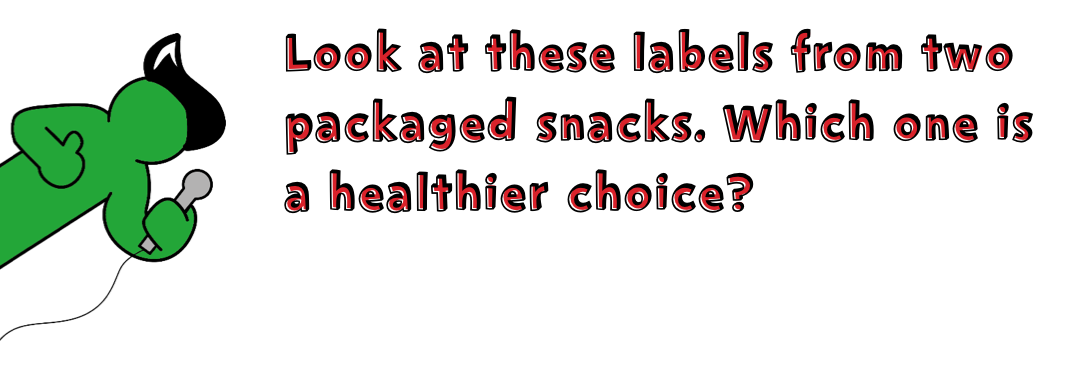 Look at these labels from two
packaged snacks. Which one is
a healthier choice?